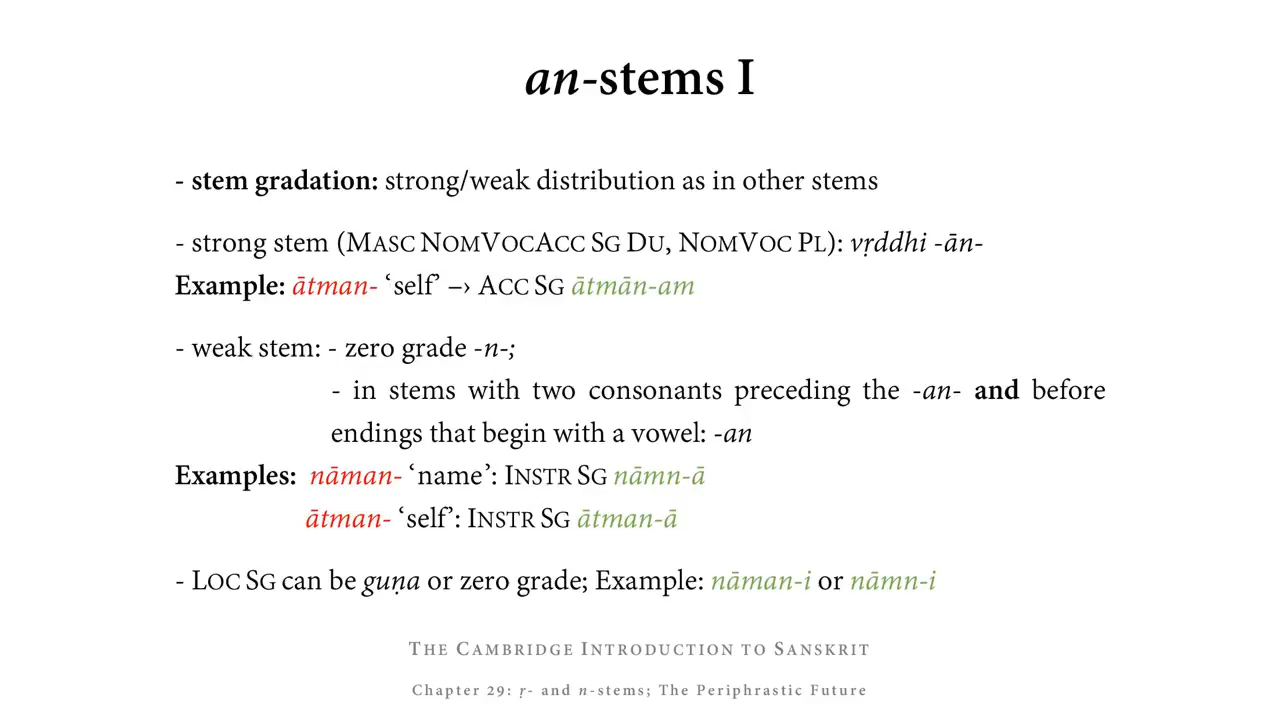 an-stems I
- stem gradation: strong/weak distribution as in other stems
- strong stem (Masc NomVocAcc Sg Du, NomVoc Pl): vṛddhi -ān-
Example: ātman- ‘self’ –› Acc Sg ātmān-am
- weak stem: - zero grade -n-;
- in stems with two consonants preceding the -an- and before
endings that begin with a vowel: -an
Examples: nāman- ‘name’: Instr Sg nāmn-ā
ātman- ‘self’: Instr Sg ātman-ā
- Loc Sg can be guṇa or zero grade; Example: nāman-i or nāmn-i
The Cambridge Introduction to Sanskrit
Chapter 29: ṛ- and n-stems; The Periphrastic Future